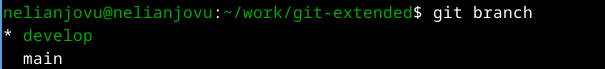 nelianjovu@nelianjovu:~/work/git-extended$ git branch
* develop
  main